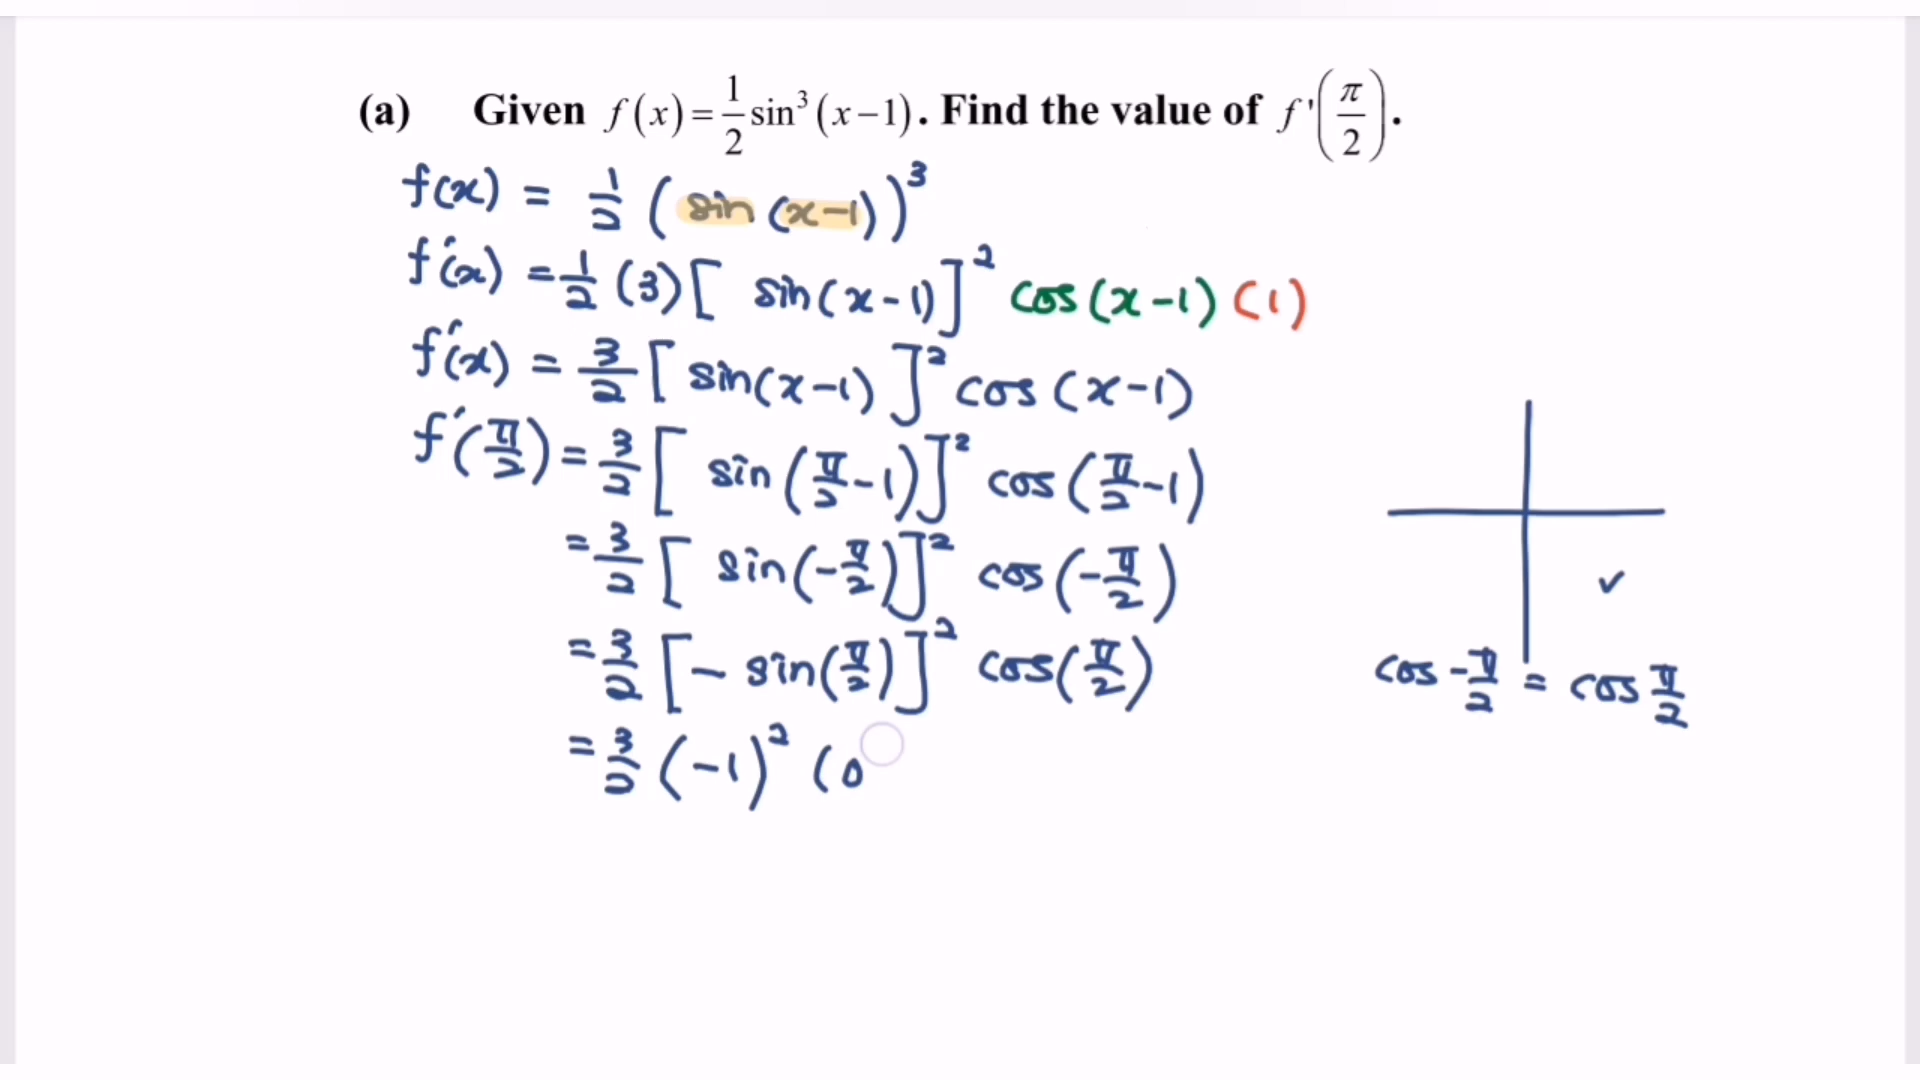 (a) Given f(x) = 1/2 sin³(x−1). Find the value of f'(π/2).
f(x) = 1/2 (sin (x−1))³
f'(x) = 1/2 (3)[ sin(x−1)]² cos(x−1)(1)
f'(x) = 3/2 [ sin(x−1) ]² cos(x−1)
f'(π/2) = 3/2 [ sin(π/2 −1)]² cos(π/2 −1)
= 3/2 [ sin(−π/2)]² cos(−π/2)
= 3/2 [− sin(π/2)]² cos(π/2)
cos −π/2 = cos π/2
= 3/2 (−1)² (0